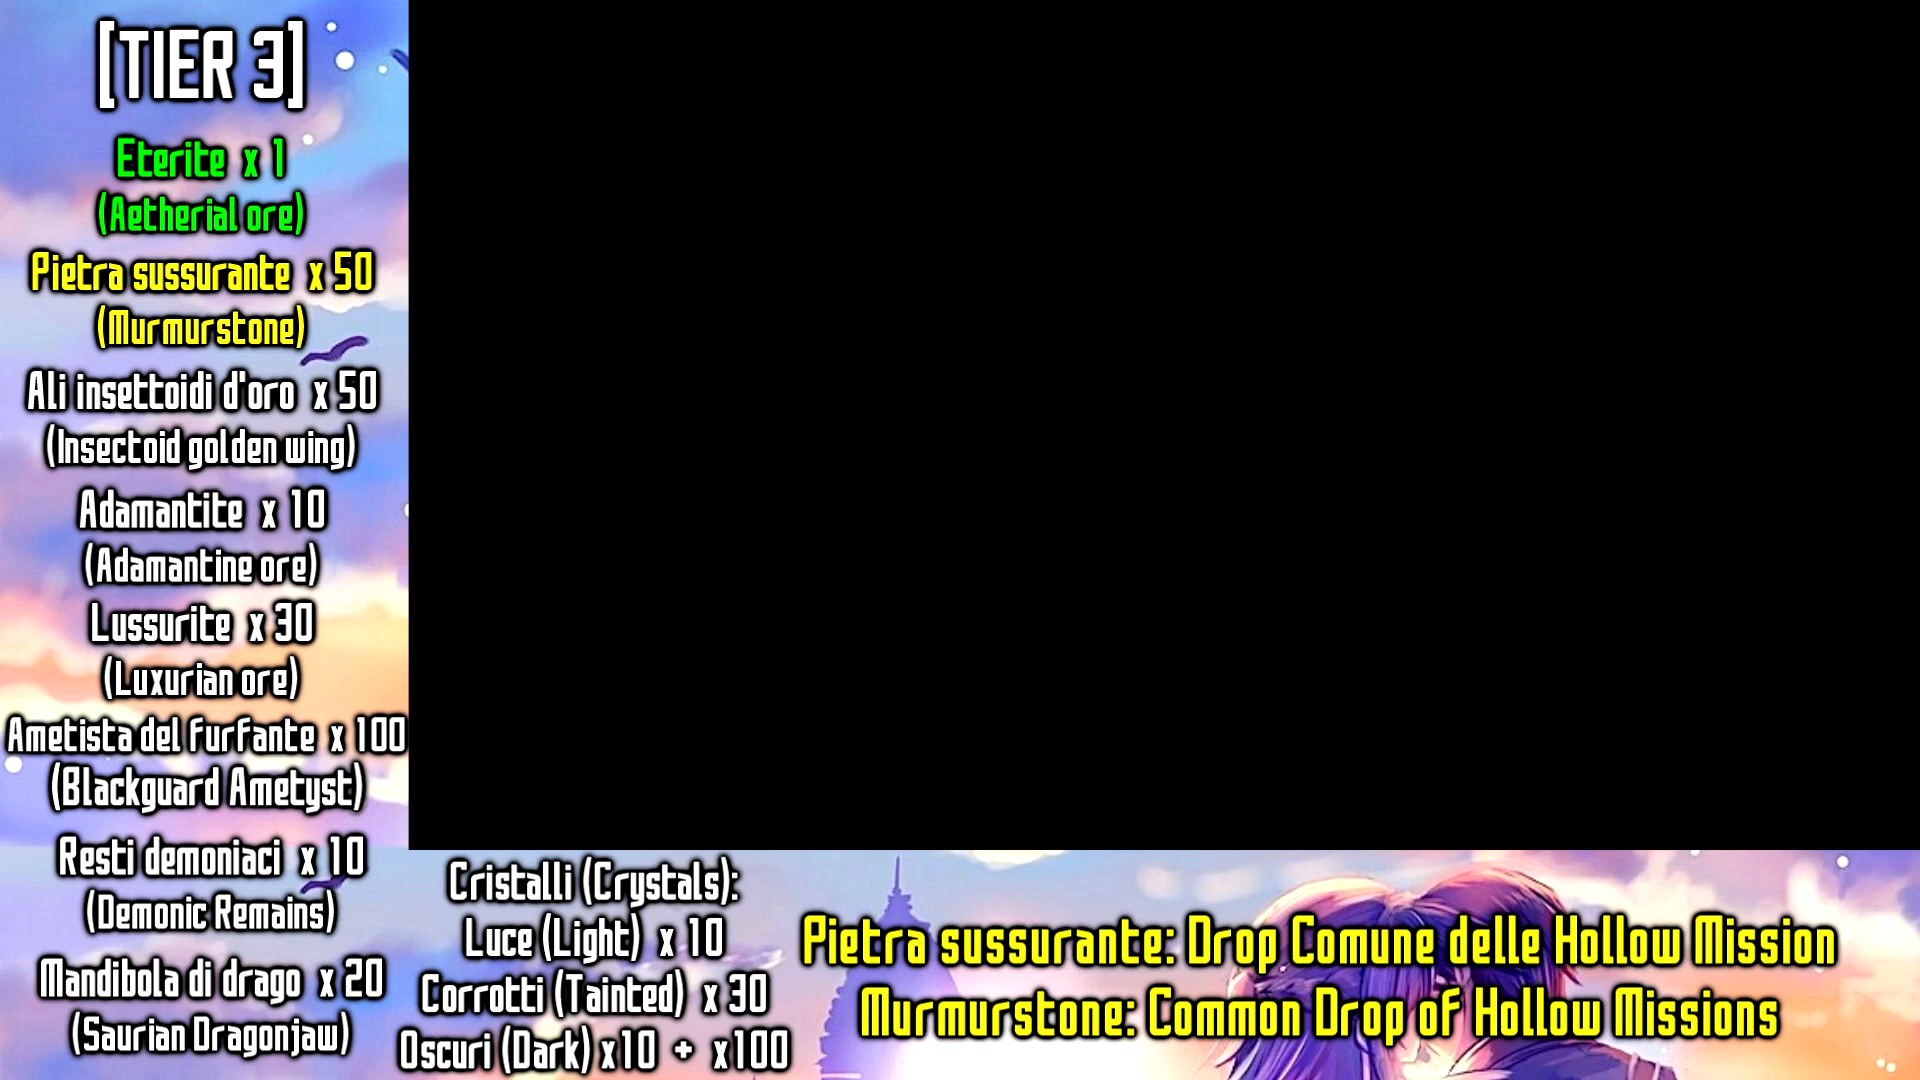 [TIER 3]
Eterite x 1
(Aetherial ore)
Pietra sussurante x 50
(Murmurstone)
Ali insettoidi d'oro x 50
(Insectoid golden wing)
Adamantite x 10
(Adamantine ore)
Lussurite x 30
(Luxurian ore)
Ametista del furfante x 100
(Blackguard Ametyst)
Resti demoniaci x 10
(Demonic Remains)
Mandibola di drago x 20
(Saurian Dragonjaw)
Cristalli (Crystals):
Luce (Light) x 10
Corrotti (Tainted) x 30
Oscuri (Dark) x10 + x100
Pietra sussurante: Drop Comune delle Hollow Mission
Murmurstone: Common Drop of Hollow Missions